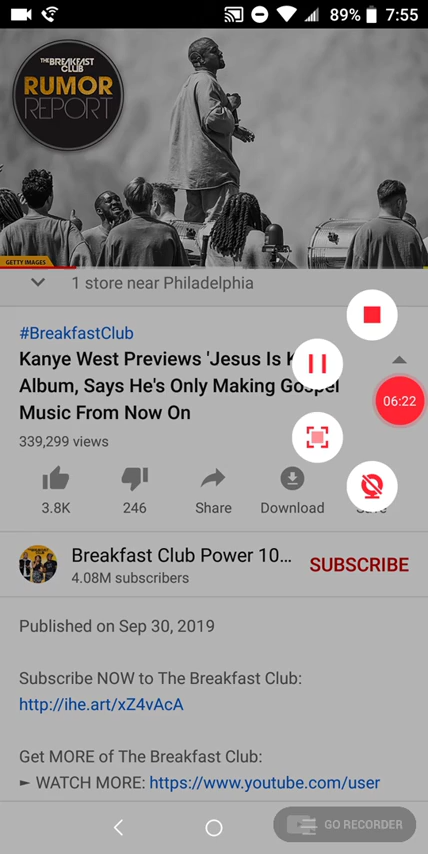 89% 7:55
THE BREAKFAST
CLUB
RUMOR
REPORT
GETTY IMAGES
1 store near Philadelphia
#BreakfastClub
Kanye West Previews 'Jesus Is K
Album, Says He's Only Making Gospel
Music From Now On
06:22
339,299 views
3.8K 246 Share Download Save
Breakfast Club Power 10... SUBSCRIBE
4.08M subscribers
Published on Sep 30, 2019
Subscribe NOW to The Breakfast Club:
http://ihe.art/xZ4vAcA
Get MORE of The Breakfast Club:
► WATCH MORE: https://www.youtube.com/user
GO RECORDER